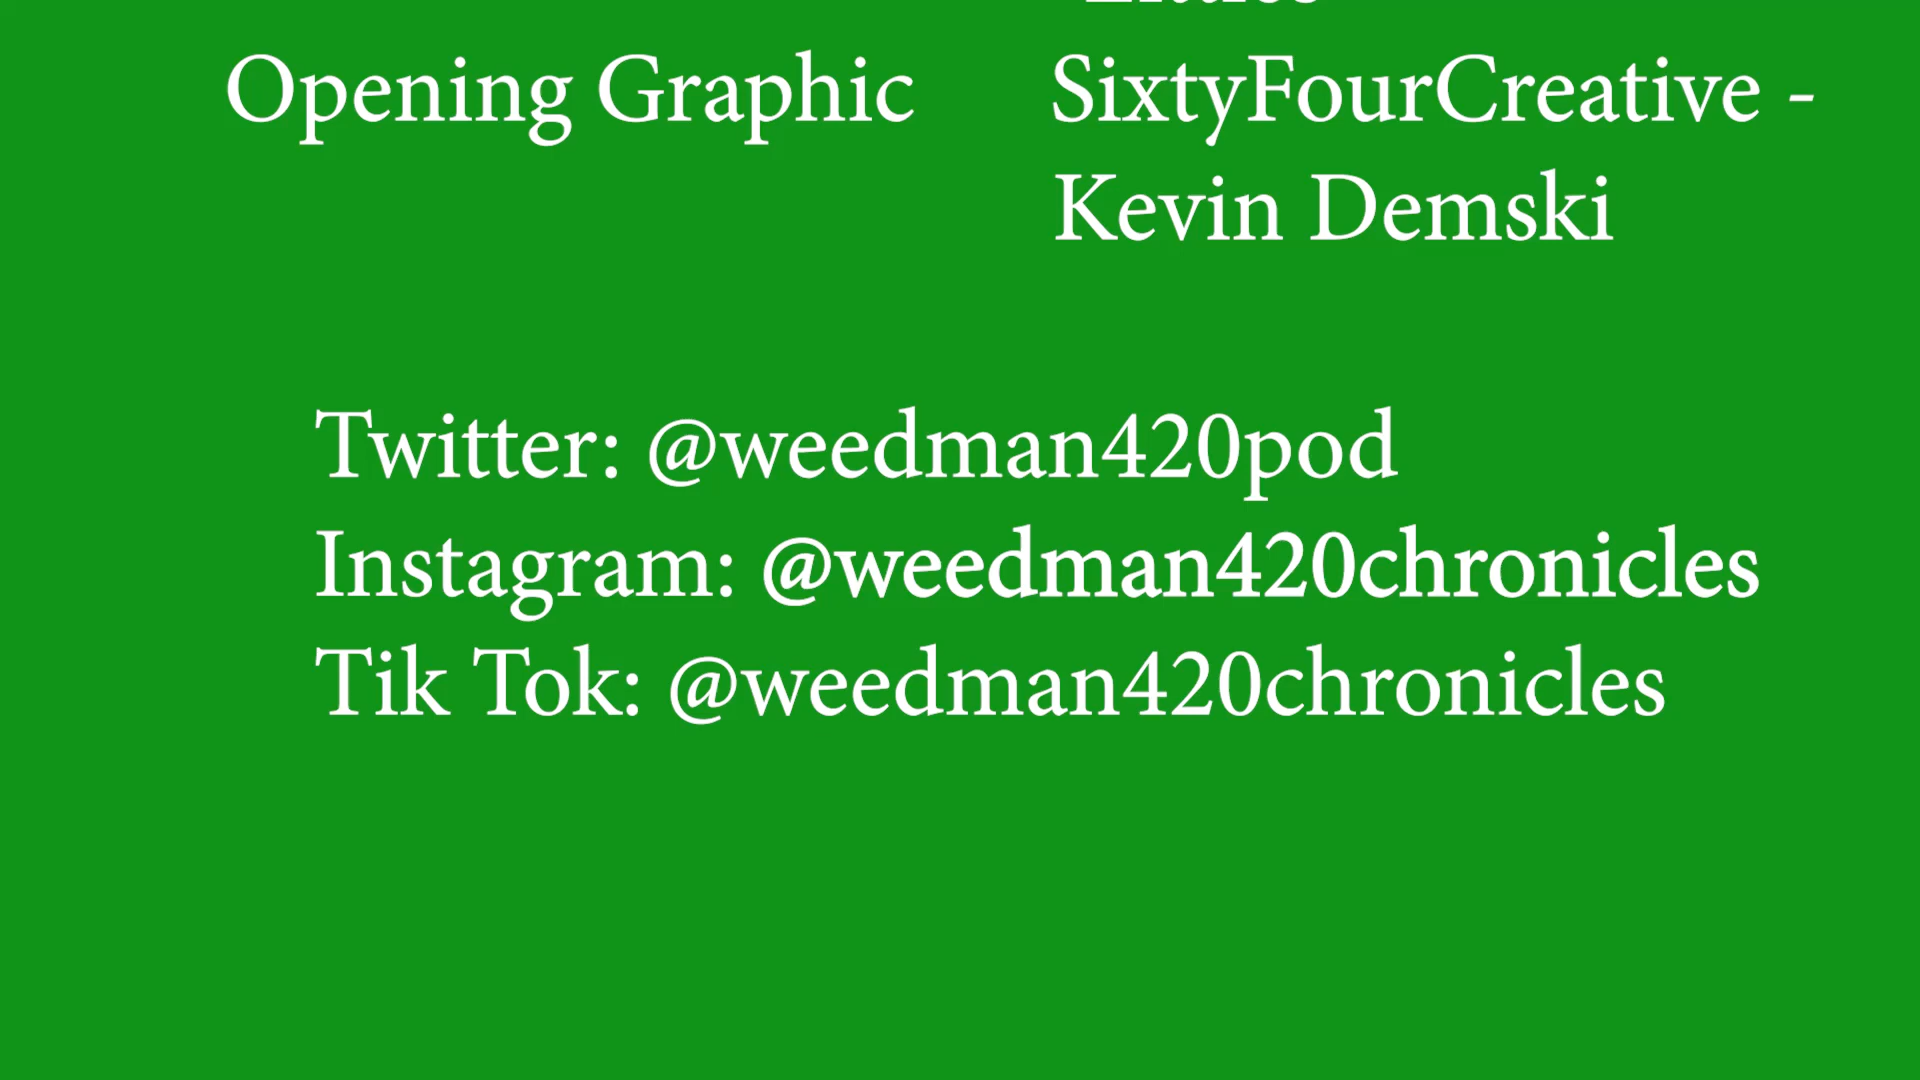 Opening Graphic SixtyFourCreative -
Kevin Demski
Twitter: @weedman420pod
Instagram: @weedman420chronicles
Tik Tok: @weedman420chronicles